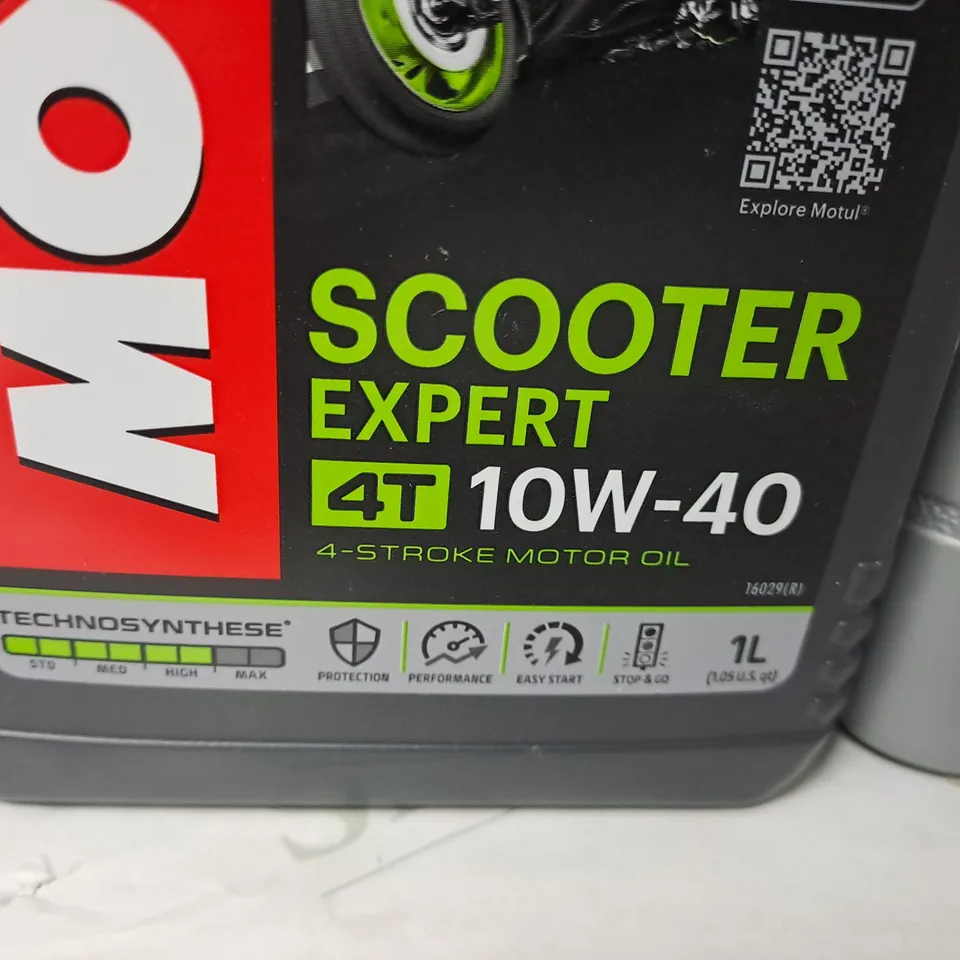 MO
Explore Motul®
SCOOTER
EXPERT
4T 10W-40
4-STROKE MOTOR OIL
16029(R)
TECHNOSYNTHESE®
STD MED HIGH MAX
PROTECTION PERFORMANCE EASY START STOP & GO
1L
(1.05 U.S. qt)